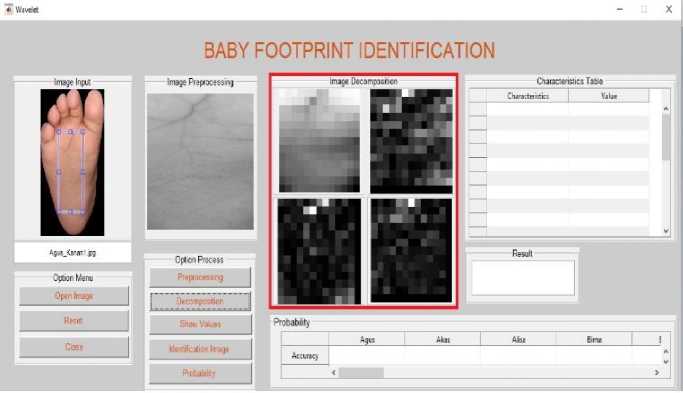 Wavelet
BABY FOOTPRINT IDENTIFICATION
Image Input
Agus_Kanan1.jpg
Option Menu
Open Image
Reset
Close
Image Preprocessing
Option Process
Preprocessing
Decomposition
Show Values
Identification Image
Probability
Image Decomposition
Characteristics Table
Characteristics Value
Result
Probability
Agus Akas Alisa Bima
Accuracy